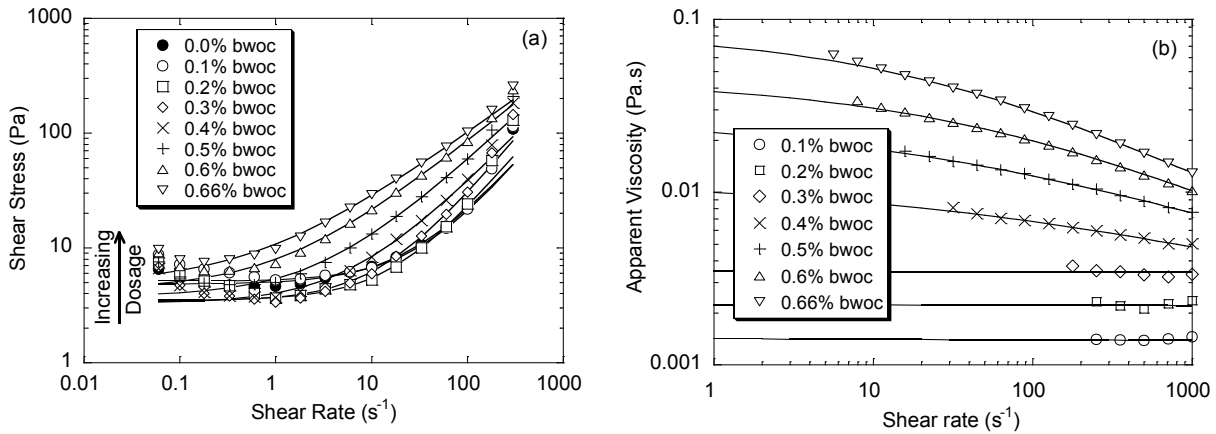 (a)
1000
100
10
1
Shear Stress (Pa)
0.0% bwoc
0.1% bwoc
0.2% bwoc
0.3% bwoc
0.4% bwoc
0.5% bwoc
0.6% bwoc
0.66% bwoc
Increasing
Dosage
0.01 0.1 1 10 100 1000
Shear Rate (s⁻¹)
(b)
0.1
0.01
0.001
Apparent Viscosity (Pa.s)
0.1% bwoc
0.2% bwoc
0.3% bwoc
0.4% bwoc
0.5% bwoc
0.6% bwoc
0.66% bwoc
1 10 100 1000
Shear rate (s⁻¹)